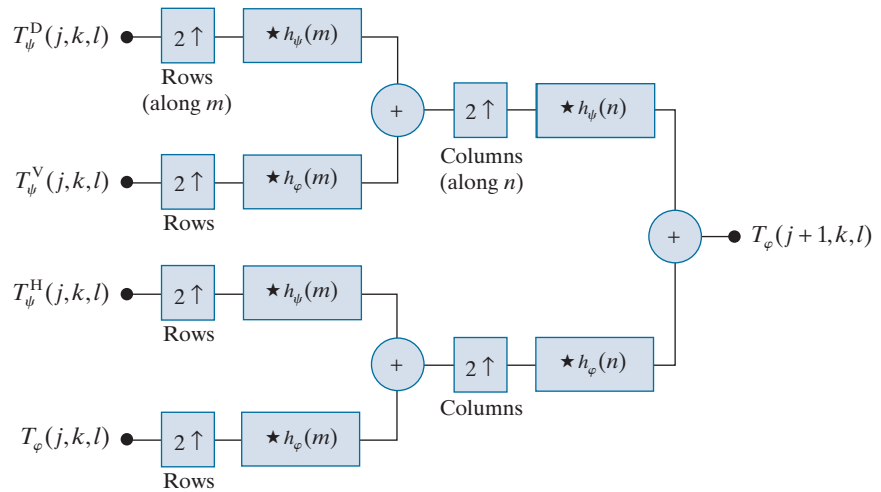 T_ψ^D(j,k,l) 2↑ ★h_ψ(m)
Rows
(along m)
+ 2↑ ★h_ψ(n)
Columns
(along n)
T_ψ^V(j,k,l) 2↑ ★h_φ(m)
Rows
+ T_φ(j+1,k,l)
T_ψ^H(j,k,l) 2↑ ★h_ψ(m)
Rows
+ 2↑ ★h_φ(n)
Columns
T_φ(j,k,l) 2↑ ★h_φ(m)
Rows